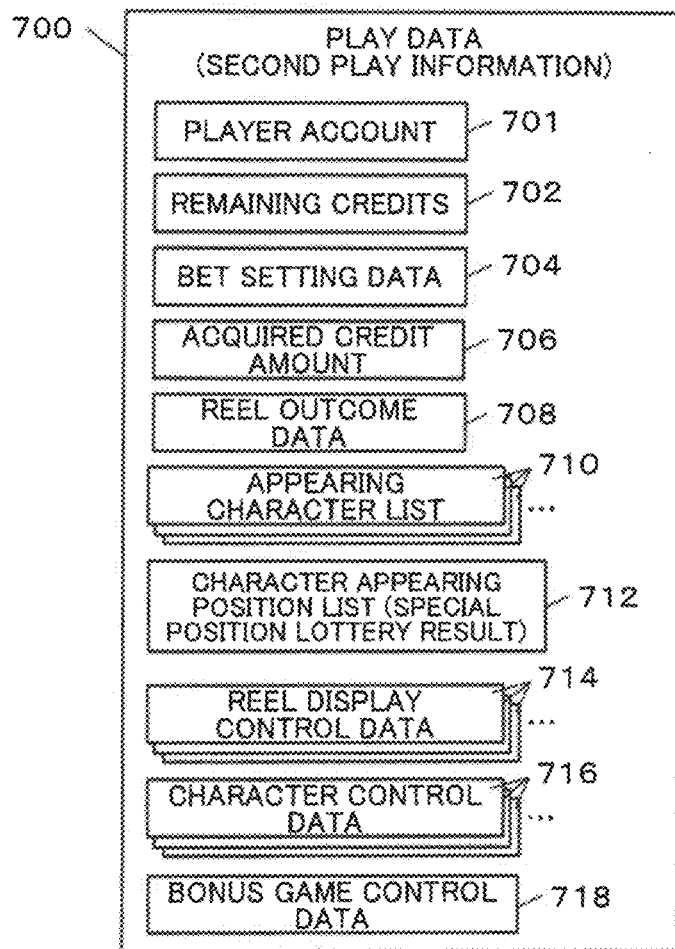 700
PLAY DATA
(SECOND PLAY INFORMATION)
PLAYER ACCOUNT
701
REMAINING CREDITS
702
BET SETTING DATA
704
ACQUIRED CREDIT
AMOUNT
706
REEL OUTCOME
DATA
708
APPEARING
CHARACTER LIST
710
...
CHARACTER APPEARING
POSITION LIST (SPECIAL
POSITION LOTTERY RESULT)
712
REEL DISPLAY
CONTROL DATA
714
...
CHARACTER CONTROL
DATA
716
...
BONUS GAME CONTROL
DATA
718